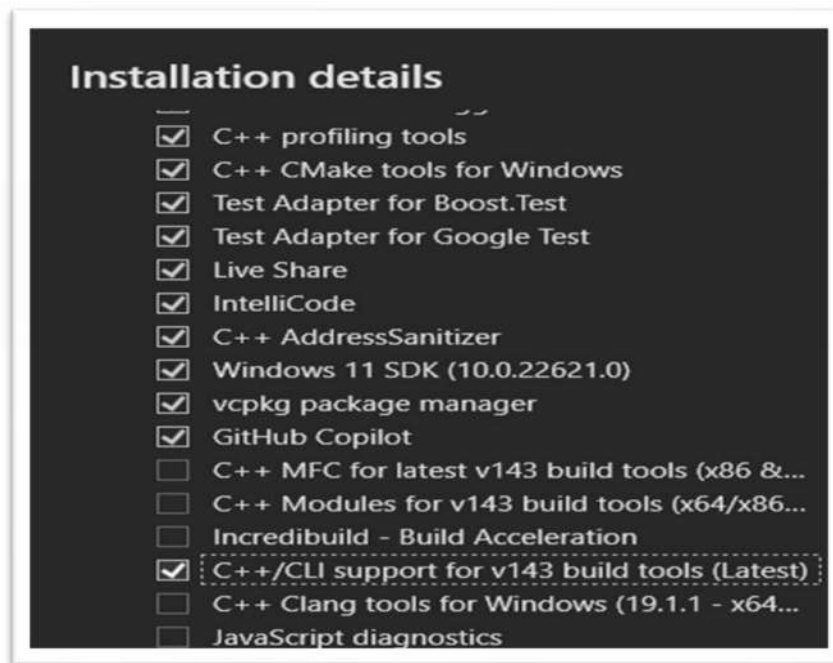 Installation details
C++ profiling tools
C++ CMake tools for Windows
Test Adapter for Boost.Test
Test Adapter for Google Test
Live Share
IntelliCode
C++ AddressSanitizer
Windows 11 SDK (10.0.22621.0)
vcpkg package manager
GitHub Copilot
C++ MFC for latest v143 build tools (x86 &...
C++ Modules for v143 build tools (x64/x86...
Incredibuild - Build Acceleration
C++/CLI support for v143 build tools (Latest)
C++ Clang tools for Windows (19.1.1 - x64...
JavaScript diagnostics